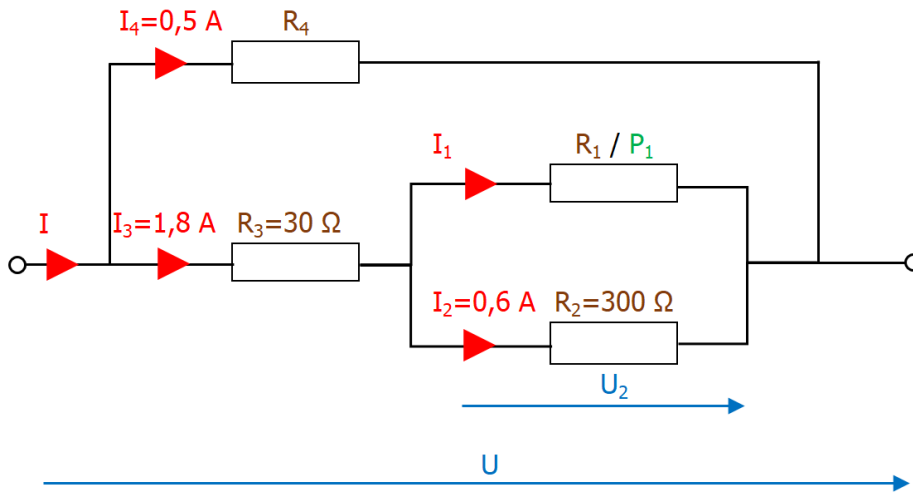 I₄=0,5 A R₄
I₁ R₁ / P₁
I I₃=1,8 A R₃=30 Ω
I₂=0,6 A R₂=300 Ω
U₂
U